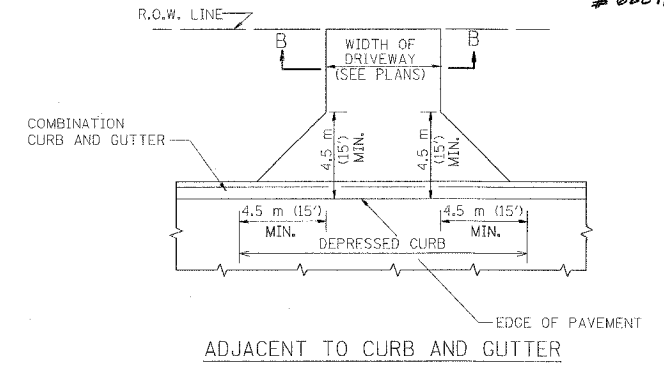 R.O.W. LINE
B
WIDTH OF
DRIVEWAY
(SEE PLANS)
B
COMBINATION
CURB AND GUTTER
4.5 m
(15')
MIN.
4.5 m
(15')
MIN.
4.5 m (15')
MIN.
4.5 m (15')
MIN.
DEPRESSED CURB
EDGE OF PAVEMENT
ADJACENT TO CURB AND GUTTER